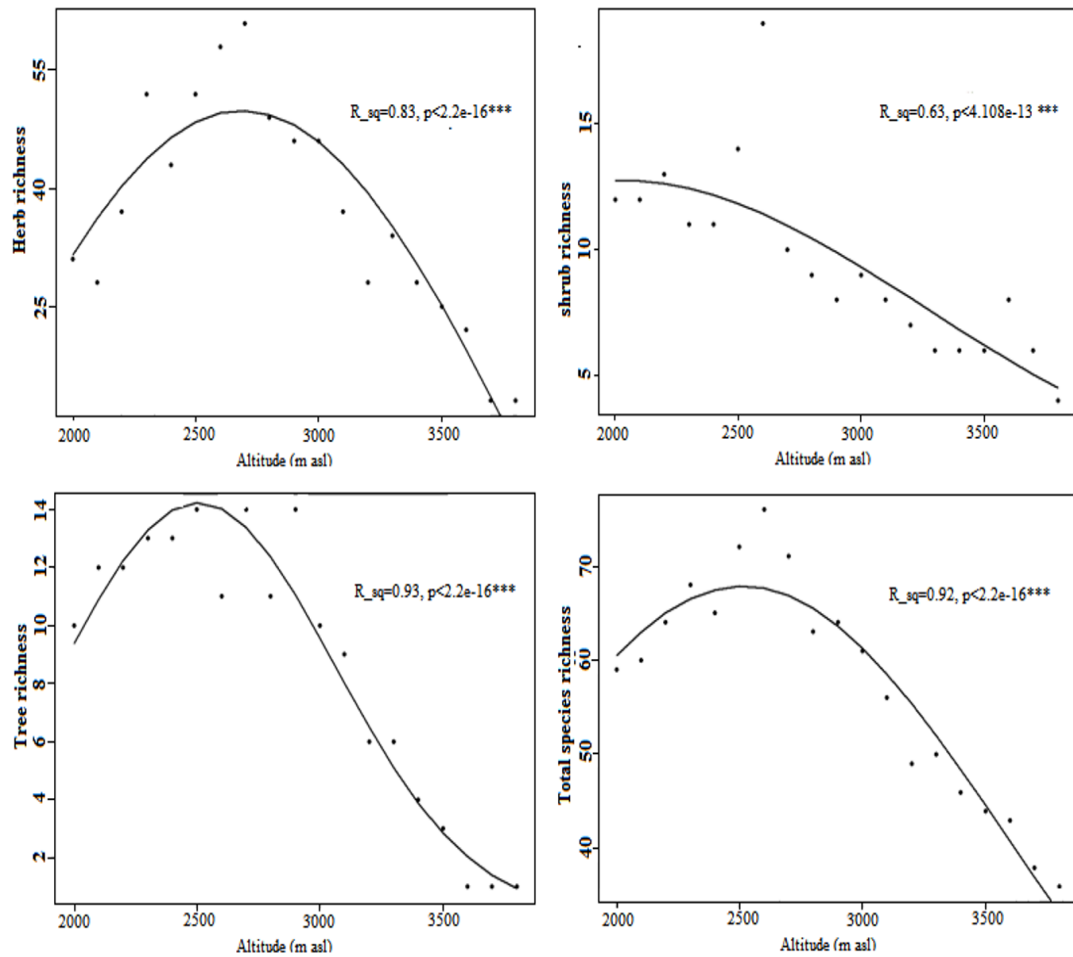 Herb richness
55
40
25
R_sq=0.83, p<2.2e-16***
2000 2500 3000 3500
Altitude (m asl)
shrub richness
15
10
5
R_sq=0.63, p<4.108e-13 ***
2000 2500 3000 3500
Altitude (m asl)
Tree richness
14
12
10
8
6
4
2
R_sq=0.93, p<2.2e-16***
2000 2500 3000 3500
Altitude (m asl)
Total species richness
70
60
50
40
R_sq=0.92, p<2.2e-16***
2000 2500 3000 3500
Altitude (m asl)